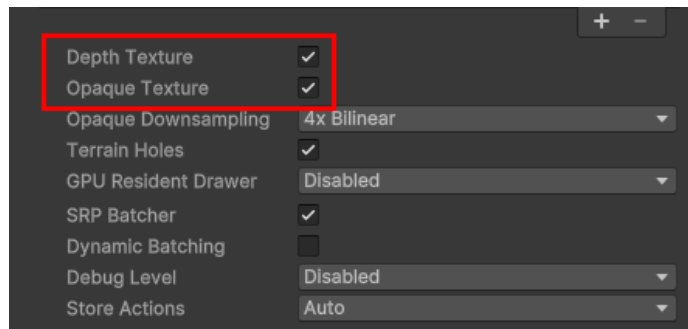 Depth Texture
Opaque Texture
Opaque Downsampling 4x Bilinear
Terrain Holes
GPU Resident Drawer Disabled
SRP Batcher
Dynamic Batching
Debug Level Disabled
Store Actions Auto